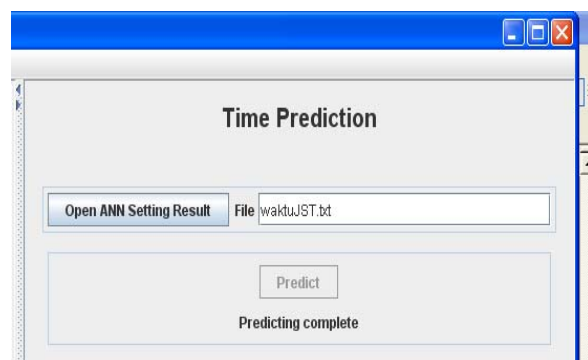 Time Prediction
Open ANN Setting Result File waktuJST.txt
Predict
Predicting complete